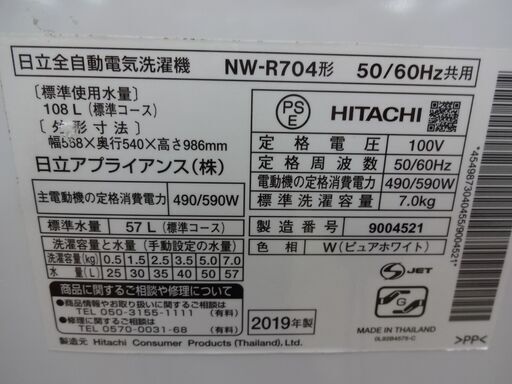 日立全自動電気洗濯機 NW-R704形 50/60Hz共用
〔標準使用水量〕
108L(標準コース)
〔外形寸法〕
幅568×奥行540×高さ986mm
日立アプライアンス(株)
主電動機の定格消費電力 490/590W
標準水量 57L(標準コース)
洗濯容量と水量(手動設定の水量)
洗濯容量(kg) 0.5 1.5 2.5 3.5 5.0 7.0
水量(L) 25 30 35 40 50 57
商品に関するご相談や修理について
●商品情報やお取り扱いに関するご相談
TEL 050-3155-1111 (有料)
●修理に関するご相談
TEL 0570-0031-68 (有料)
2019年製
製造元 Hitachi Consumer Products (Thailand), Ltd.
PS
E
HITACHI
定格電圧 100V
定格周波数 50/60Hz
電動機の定格消費電力 490/590W
標準洗濯容量 7.0kg
製造番号 9004521
色相 W(ピュアホワイト)
S JET
G
MADE IN THAILAND
0L92B4576-C
>PP<
*4549873040455/9004521*